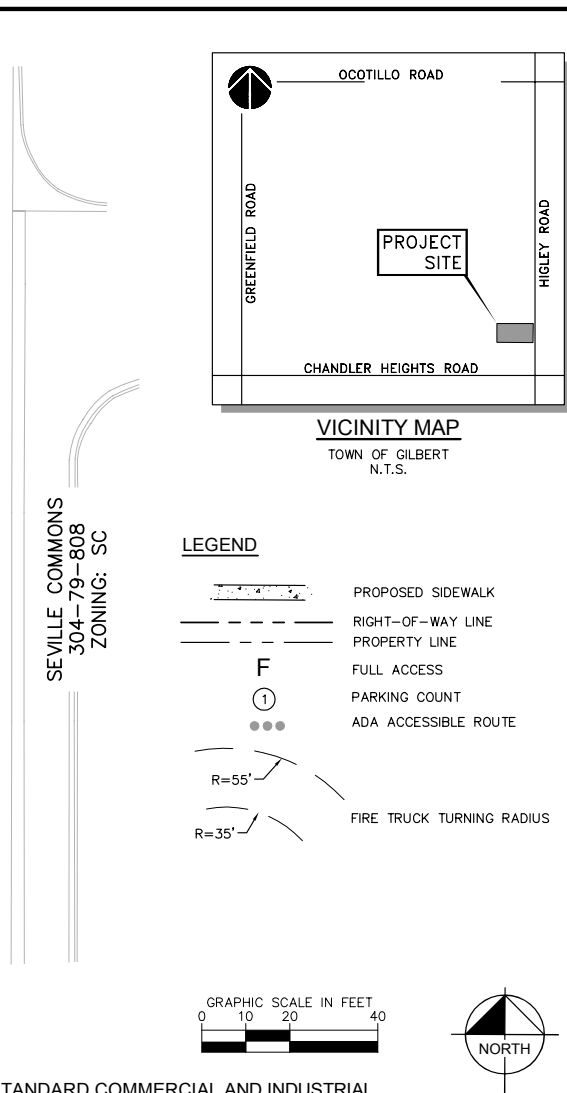 OCOTILLO ROAD
GREENFIELD ROAD
HIGLEY ROAD
PROJECT
SITE
CHANDLER HEIGHTS ROAD
VICINITY MAP
TOWN OF GILBERT
N.T.S.
SEVILLE COMMONS
304-79-808
ZONING: SC
LEGEND
PROPOSED SIDEWALK
RIGHT-OF-WAY LINE
PROPERTY LINE
F FULL ACCESS
1 PARKING COUNT
ADA ACCESSIBLE ROUTE
R=55'
FIRE TRUCK TURNING RADIUS
R=35'
GRAPHIC SCALE IN FEET
0 10 20 40
NORTH
TANDARD COMMERCIAL AND INDUSTRIAL